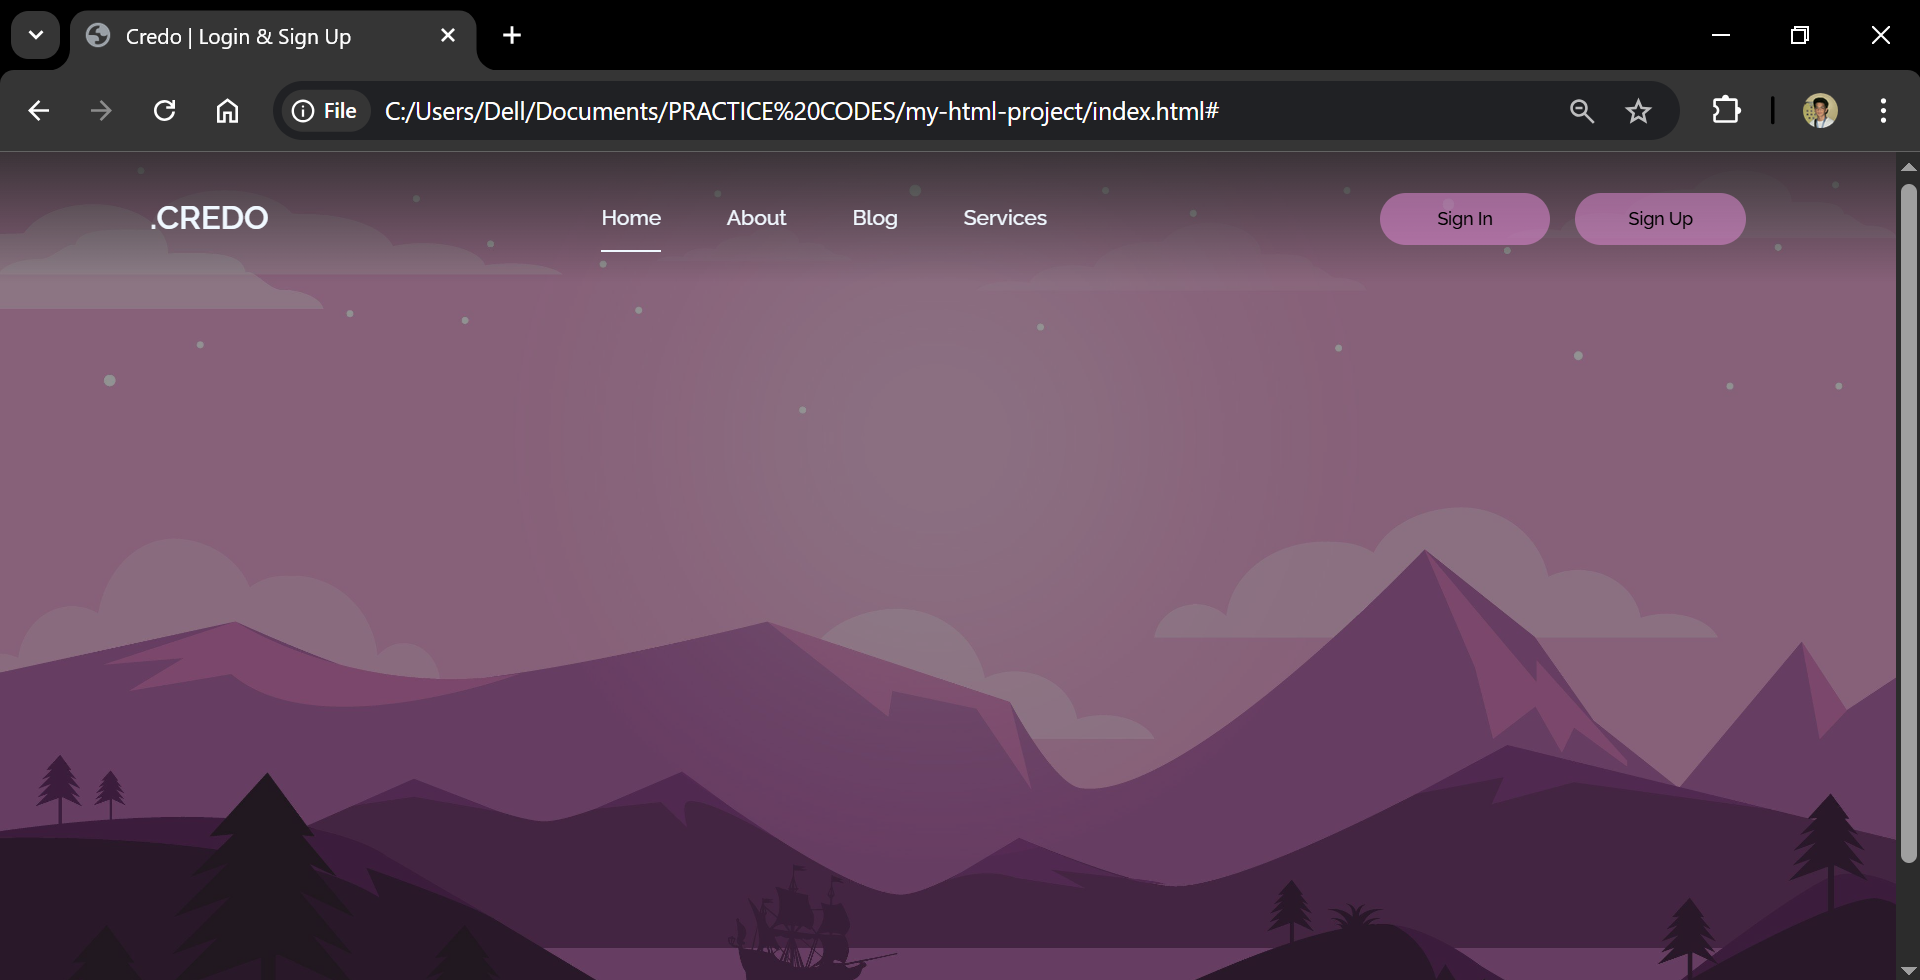 Credo | Login & Sign Up
File
C:/Users/Dell/Documents/PRACTICE%20CODES/my-html-project/index.html#
.CREDO
Home
About
Blog
Services
Sign In
Sign Up